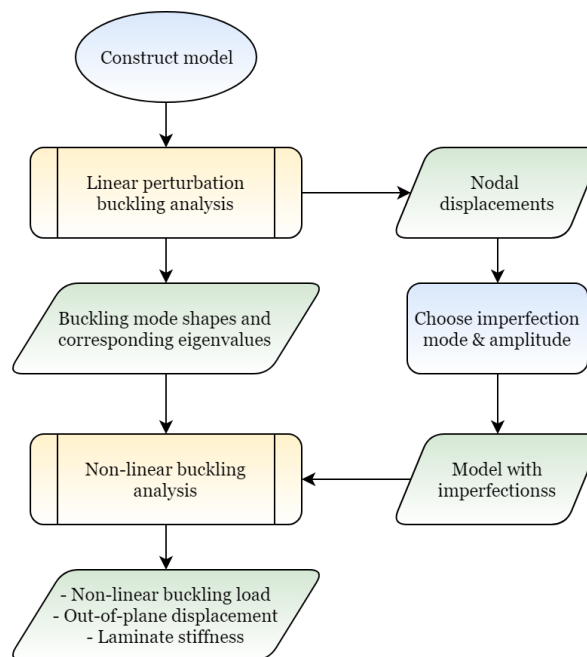 Construct model
Linear perturbation
buckling analysis
Nodal
displacements
Buckling mode shapes and
corresponding eigenvalues
Choose imperfection
mode & amplitude
Non-linear buckling
analysis
Model with
imperfectionss
- Non-linear buckling load
- Out-of-plane displacement
- Laminate stiffness